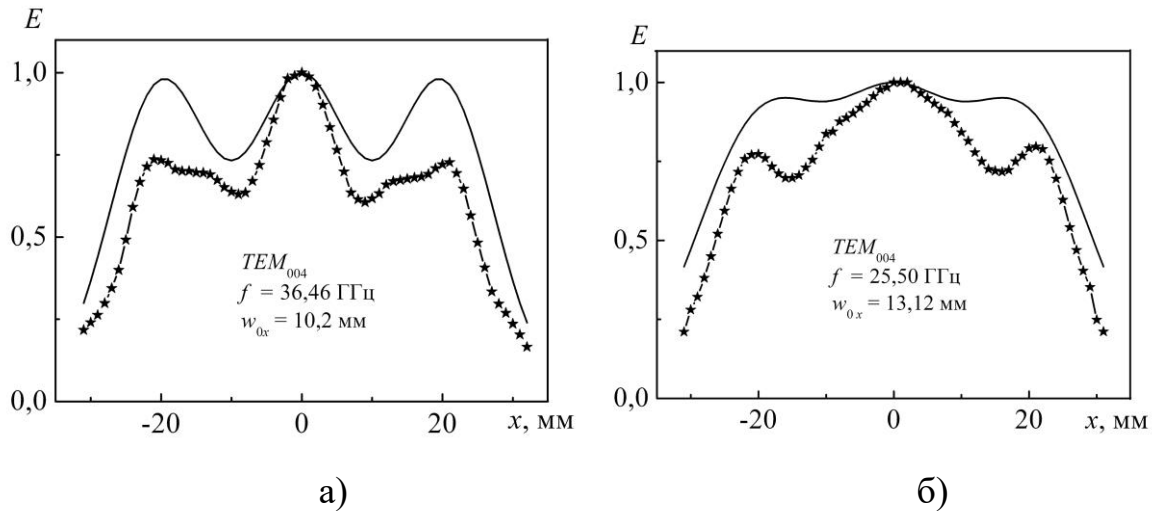 E
1,0
0,5
0,0
-20 0 20 x, мм
TEM₀₀₄
f = 36,46 ГГц
w₀ₓ = 10,2 мм
а)
E
1,0
0,5
0,0
-20 0 20 x, мм
TEM₀₀₄
f = 25,50 ГГц
w₀ ₓ = 13,12 мм
б)